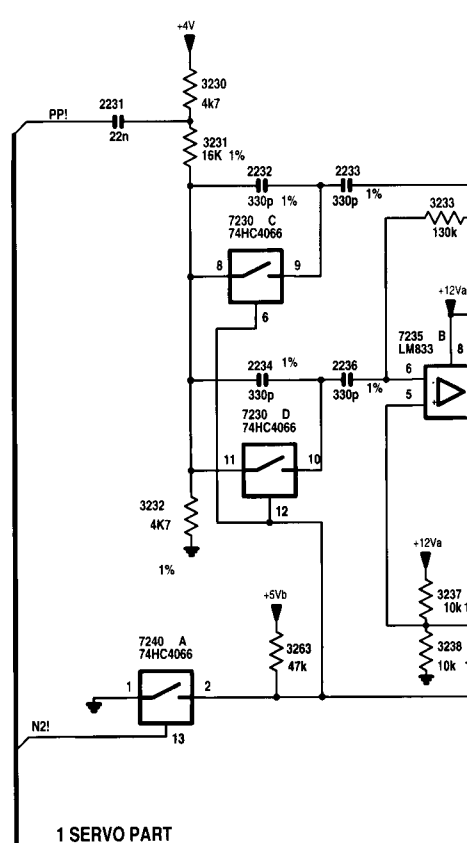 +4V
3230
4k7
2231
PP!
22n
3231
16K 1%
2232
2233
330p 1%
330p 1%
3233
130k
7230 C
74HC4066
8
9
6
+12Va
7235 B
LM833
8
2234
1%
2236
330p
330p 1%
6
5
-
+
7230 D
74HC4066
11
10
12
3232
4K7
1%
+12Va
3237
10k 1
3238
10k
+5Vb
3263
47k
7240 A
74HC4066
1
2
13
N2!
1 SERVO PART